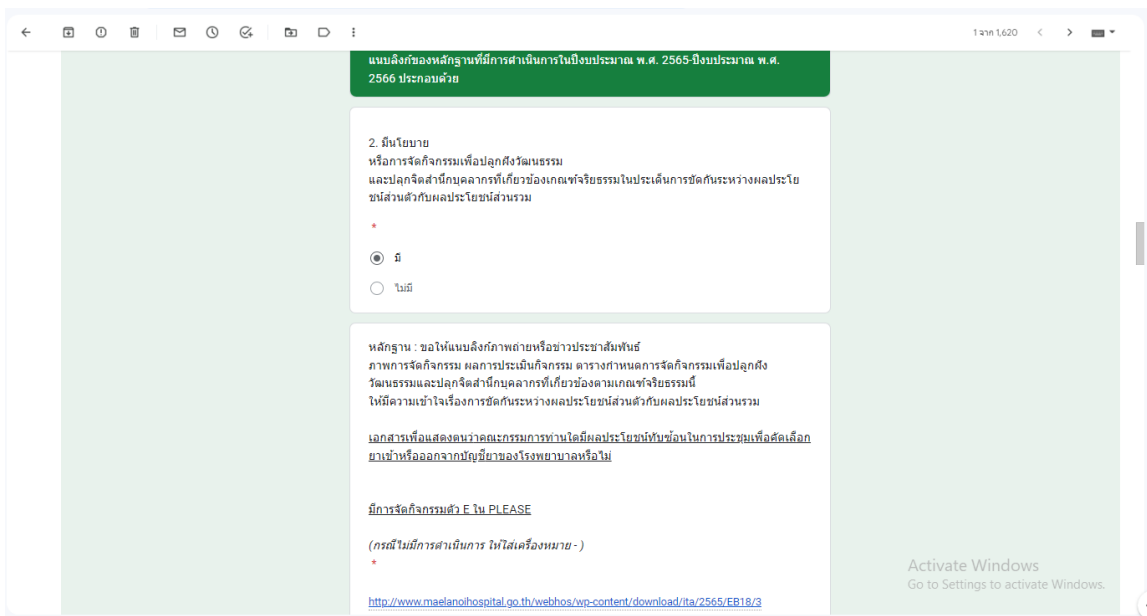 1 จาก 1,620
แนบลิงก์ของหลักฐานที่มีการดำเนินการในปีงบประมาณ พ.ศ. 2565-ปีงบประมาณ พ.ศ.
2566 ประกอบด้วย
2. มีนโยบาย
หรือการจัดกิจกรรมเพื่อปลูกฝังวัฒนธรรม
และปลุกจิตสำนึกบุคลากรที่เกี่ยวข้องเกณฑ์จริยธรรมในประเด็นการขัดกันระหว่างผลประโย
ชน์ส่วนตัวกับผลประโยชน์ส่วนรวม
*
มี
ไม่มี
หลักฐาน : ขอให้แนบลิงก์ภาพถ่ายหรือข่าวประชาสัมพันธ์
ภาพการจัดกิจกรรม ผลการประเมินกิจกรรม ตารางกำหนดการจัดกิจกรรมเพื่อปลูกฝัง
วัฒนธรรมและปลุกจิตสำนึกบุคลากรที่เกี่ยวข้องตามเกณฑ์จริยธรรมนี้
ให้มีความเข้าใจเรื่องการขัดกันระหว่างผลประโยชน์ส่วนตัวกับผลประโยชน์ส่วนรวม
เอกสารเพื่อแสดงตนว่าคณะกรรมการท่านใดมีผลประโยชน์ทับซ้อนในการประชุมเพื่อคัดเลือก
ยาเข้าหรือออกจากบัญชียาของโรงพยาบาลหรือไม่
มีการจัดกิจกรรมตัว E ใน PLEASE
(กรณีไม่มีการดำเนินการ ให้ใส่เครื่องหมาย - )
*
http://www.maelanoihospital.go.th/webhos/wp-content/download/ita/2565/EB18/3
Activate Windows
Go to Settings to activate Windows.